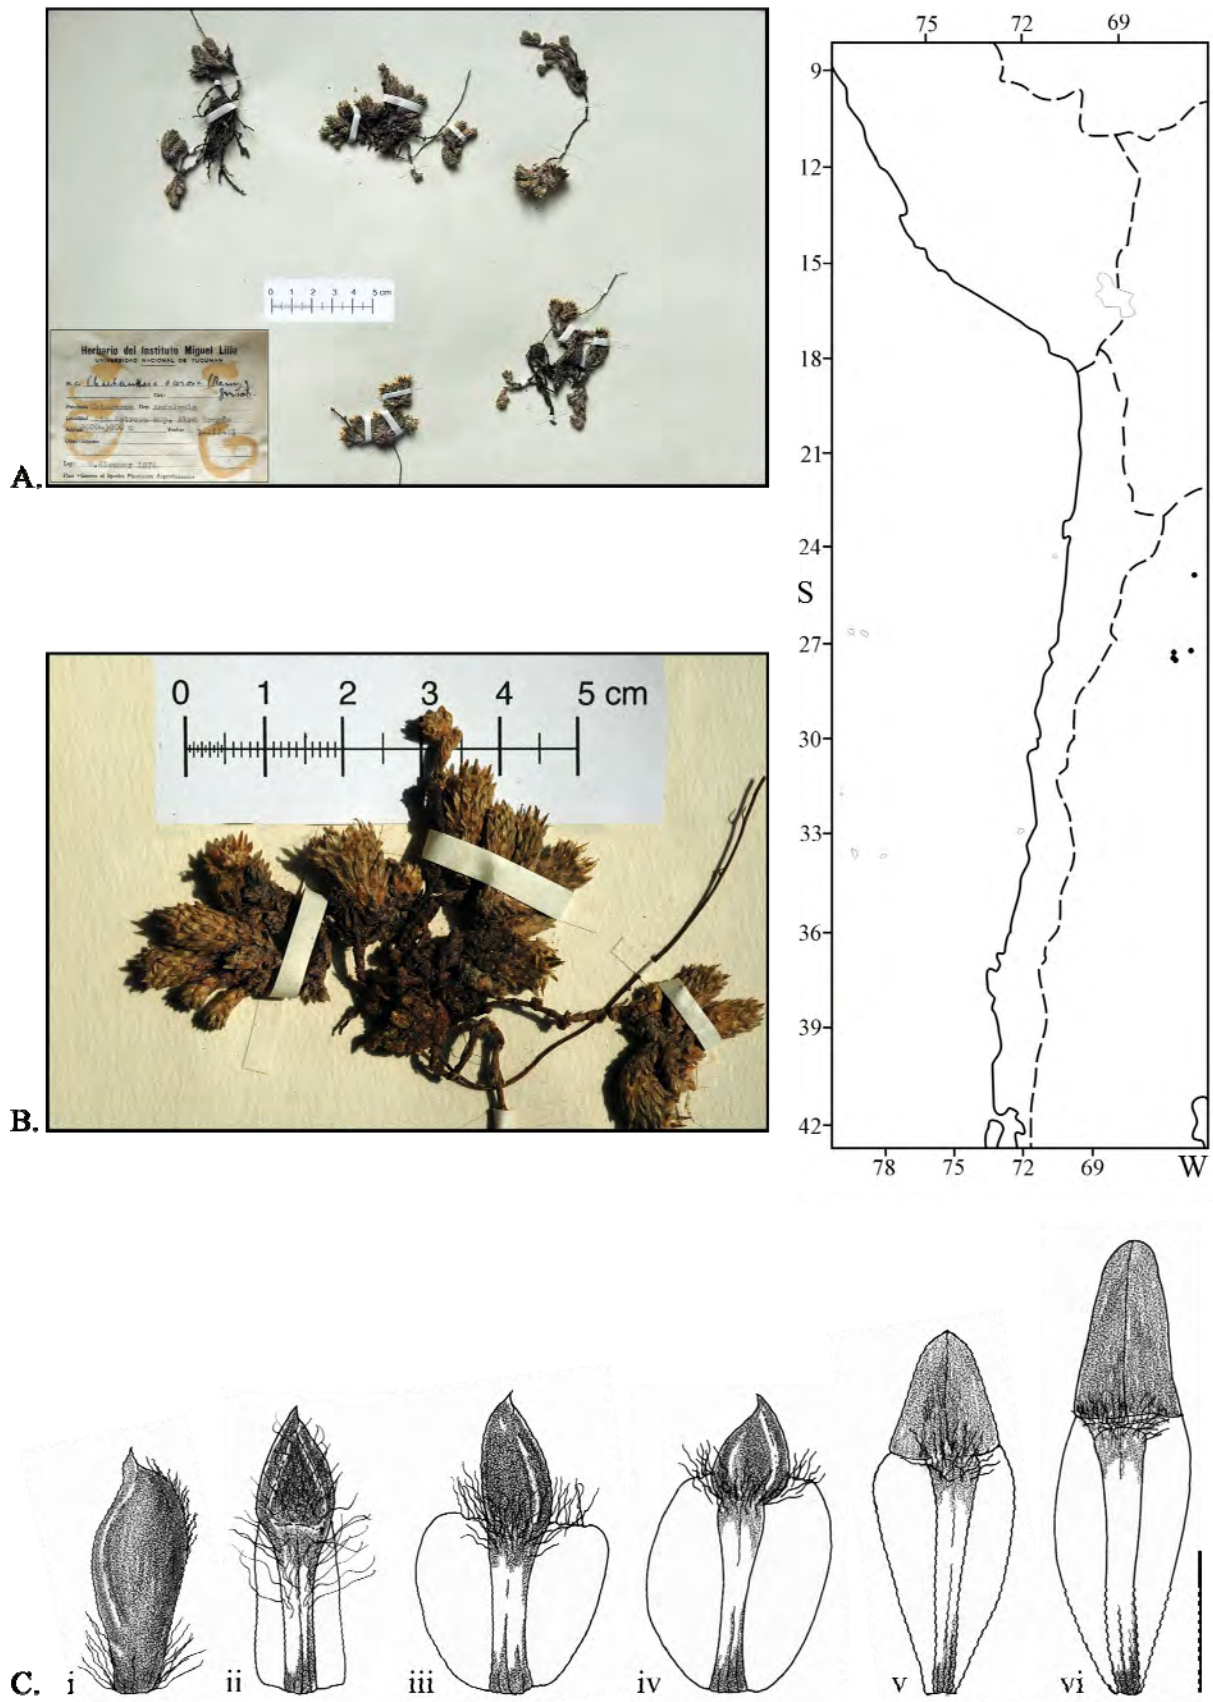 0 1 2 3 4 5 cm
Herbario del Instituto Miguel Lillo
UNIVERSIDAD NACIONAL DE TUCUMAN
A.
0 1 2 3 4 5 cm
B.
75 72 69
9
12
15
18
21
24
S
27
30
33
36
39
42
78 75 72 69 W
C. i ii iii iv v vi